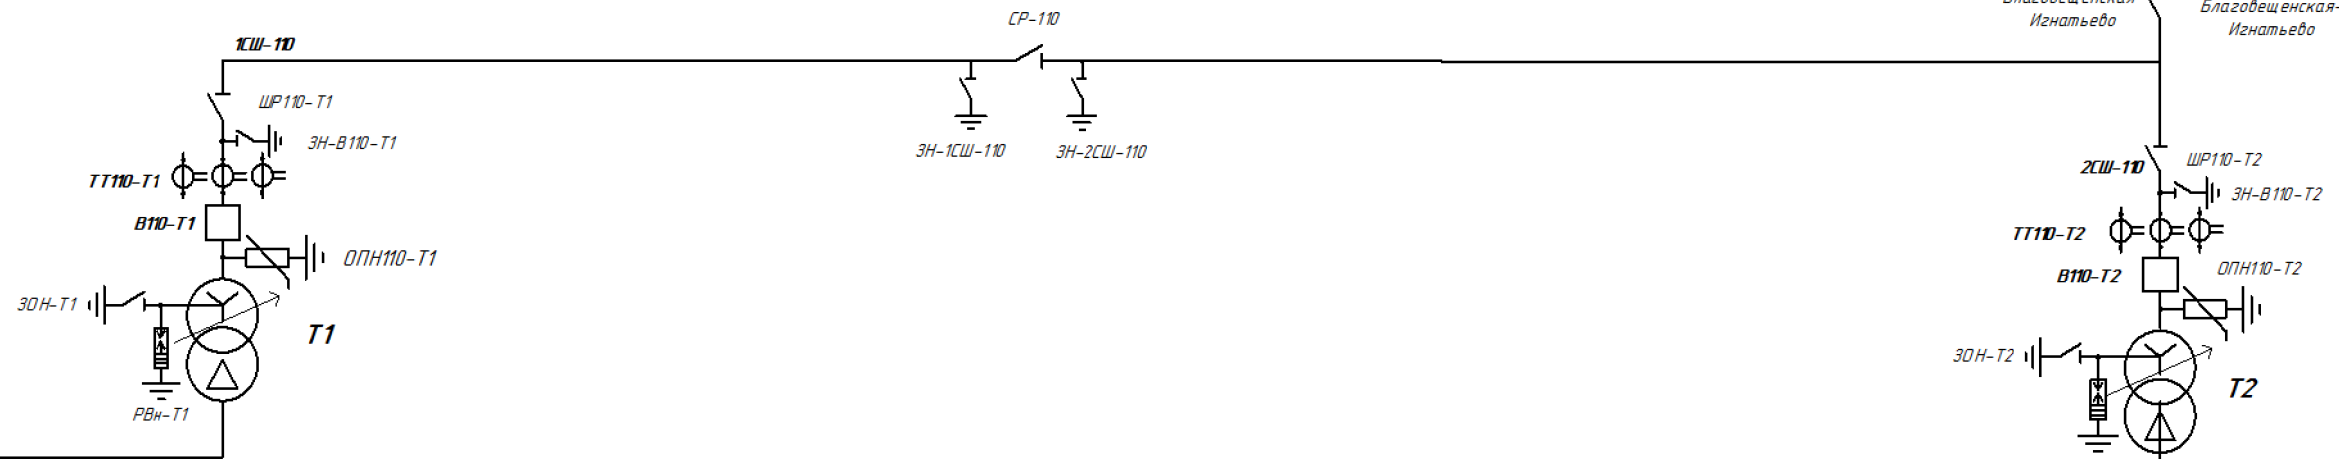 СР-110
Благовещенская-
Игнатьево
Благовещенская-
Игнатьево
1СШ-110
ШР110-Т1
ЗН-В110-Т1
ЗН-1СШ-110
ЗН-2СШ-110
2СШ-110
ШР110-Т2
ЗН-В110-Т2
ТТ110-Т1
В110-Т1
ОПН110-Т1
ТТ110-Т2
В110-Т2
ОПН110-Т2
ЗОН-Т1
Т1
РВн-Т1
ЗОН-Т2
Т2